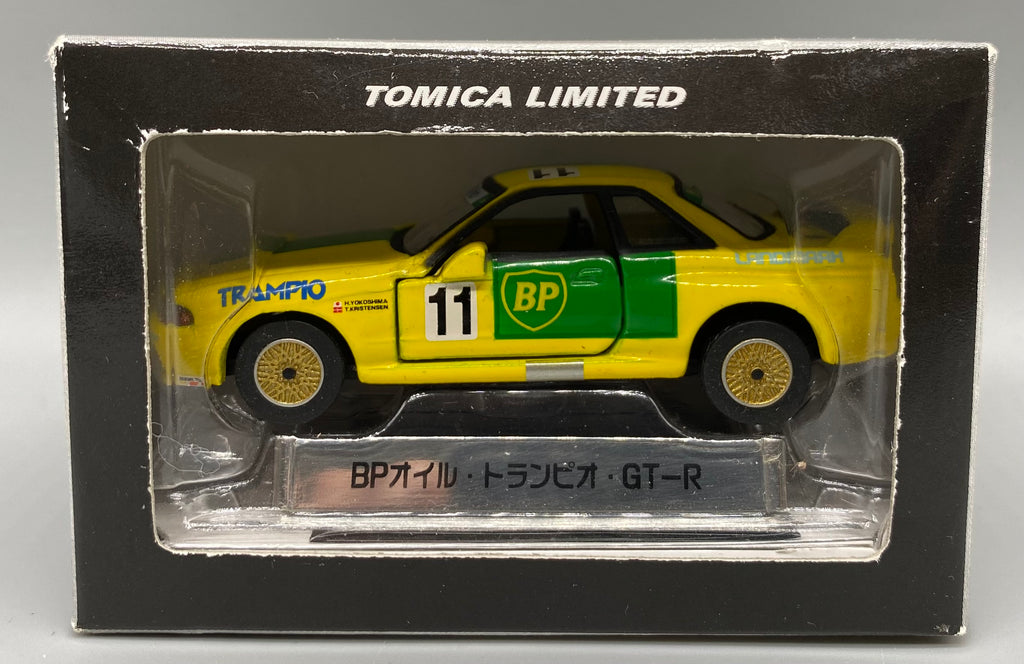 TOMICA LIMITED
11
TRAMPIO
H.YOKOSHIMA
T.KRISTENSEN
11
BP
LANDESARK
BPオイル・トランピオ・GT-R